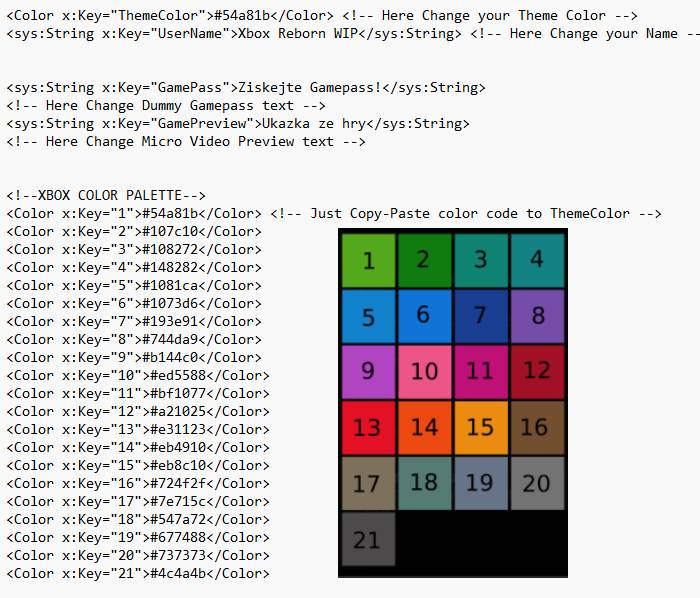 <Color x:Key="ThemeColor">#54a81b</Color> <!-- Here Change your Theme Color -->
<sys:String x:Key="UserName">Xbox Reborn WIP</sys:String> <!-- Here Change your Name --
<sys:String x:Key="GamePass">Ziskejte Gamepass!</sys:String>
<!-- Here Change Dummy Gamepass text -->
<sys:String x:Key="GamePreview">Ukazka ze hry</sys:String>
<!-- Here Change Micro Video Preview text -->
<!--XBOX COLOR PALETTE-->
<Color x:Key="1">#54a81b</Color> <!-- Just Copy-Paste color code to ThemeColor -->
<Color x:Key="2">#107c10</Color>
<Color x:Key="3">#108272</Color>
<Color x:Key="4">#148282</Color>
<Color x:Key="5">#1081ca</Color>
<Color x:Key="6">#1073d6</Color>
<Color x:Key="7">#193e91</Color>
<Color x:Key="8">#744da9</Color>
<Color x:Key="9">#b144c0</Color>
<Color x:Key="10">#ed5588</Color>
<Color x:Key="11">#bf1077</Color>
<Color x:Key="12">#a21025</Color>
<Color x:Key="13">#e31123</Color>
<Color x:Key="14">#eb4910</Color>
<Color x:Key="15">#eb8c10</Color>
<Color x:Key="16">#724f2f</Color>
<Color x:Key="17">#7e715c</Color>
<Color x:Key="18">#547a72</Color>
<Color x:Key="19">#677488</Color>
<Color x:Key="20">#737373</Color>
<Color x:Key="21">#4c4a4b</Color>
1 2 3 4
5 6 7 8
9 10 11 12
13 14 15 16
17 18 19 20
21